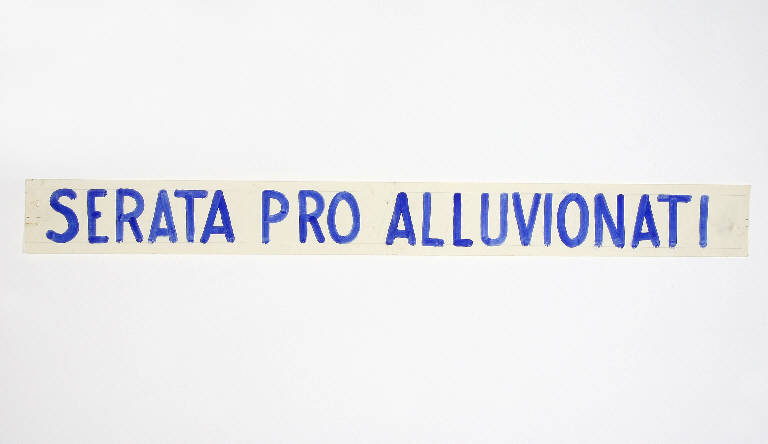 SERATA PRO ALLUVIONATI